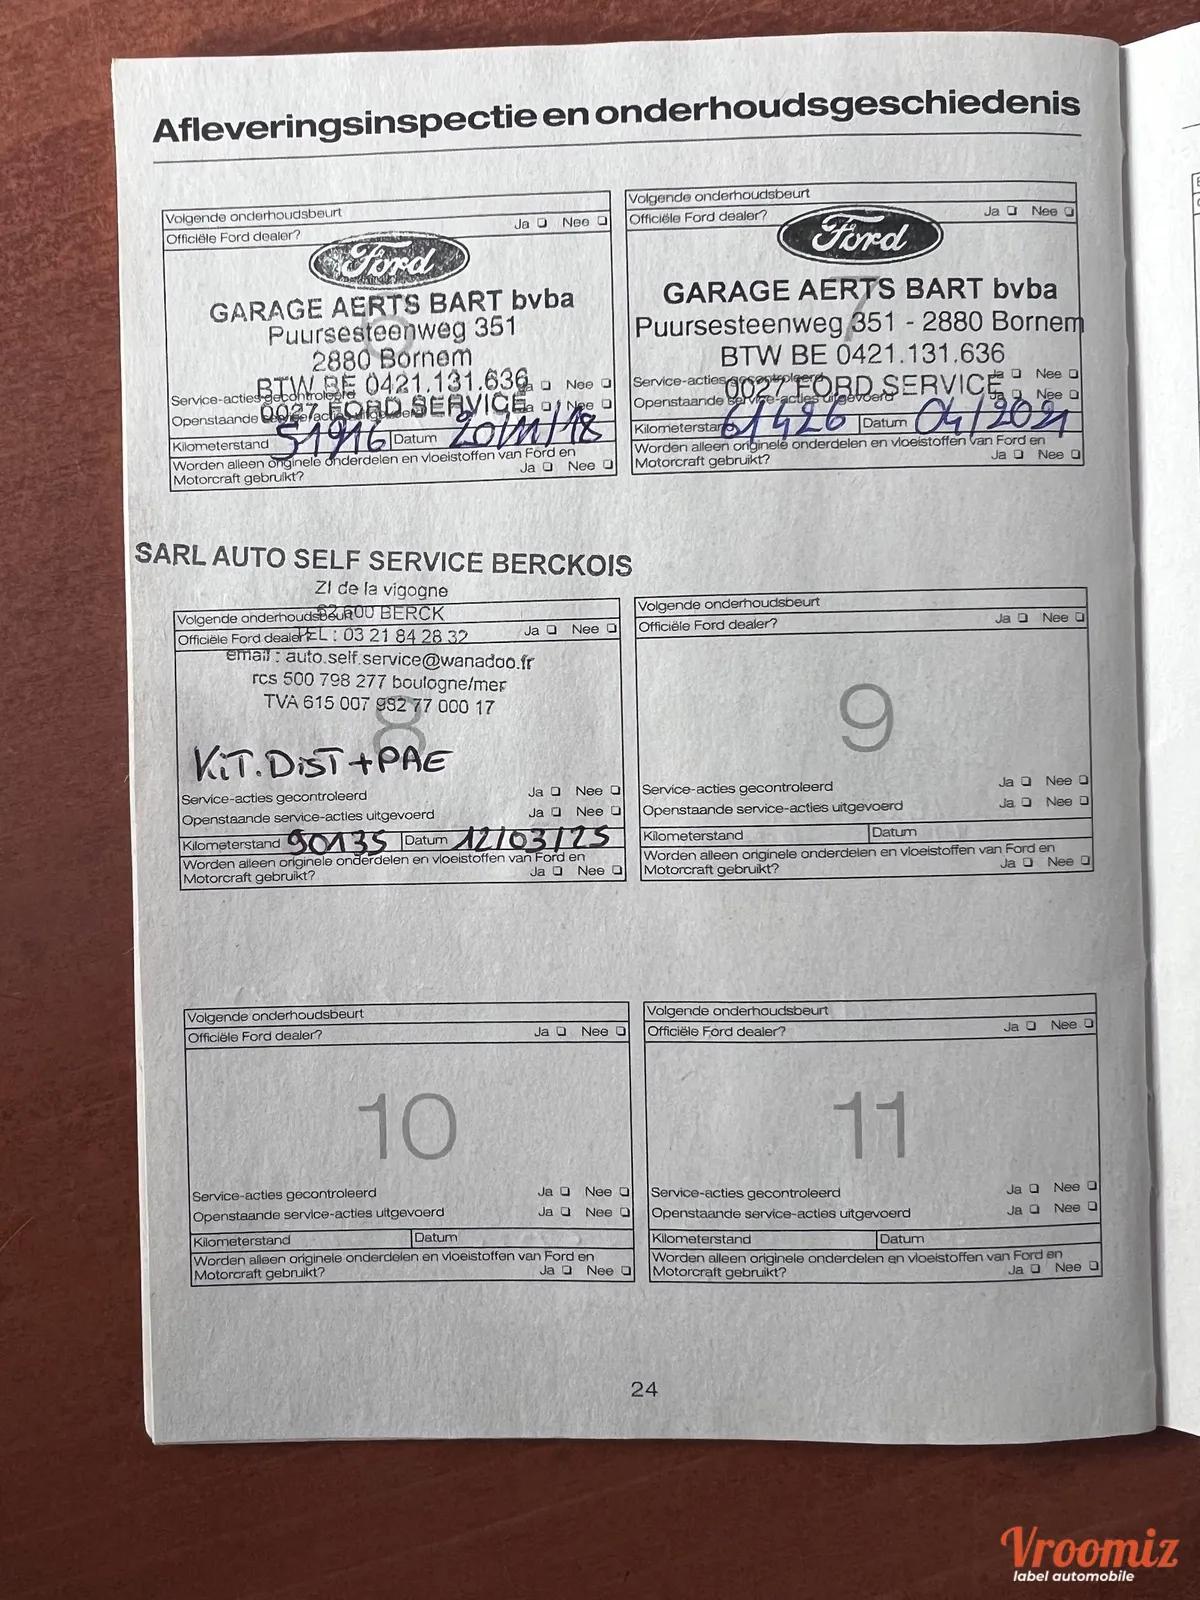 Afleveringsinspectie en onderhoudsgeschiedenis
Volgende onderhoudsbeurt
Officiële Ford dealer? Ja Nee
Ford
GARAGE AERTS BART bvba
Puursesteenweg 351
6
2880 Bornem
BTW BE 0421.131.636
Service-acties gecontroleerd Ja Nee
0027 FORD SERVICE
Openstaande service-acties uitgevoerd Ja Nee
Kilometerstand 51916 Datum 20/11/18
Worden alleen originele onderdelen en vloeistoffen van Ford en
Motorcraft gebruikt? Ja Nee
Volgende onderhoudsbeurt
Officiële Ford dealer? Ja Nee
Ford
GARAGE AERTS BART bvba
7
Puursesteenweg 351 - 2880 Bornem
BTW BE 0421.131.636
Service-acties gecontroleerd Ja Nee
0027 FORD SERVICE
Openstaande service-acties uitgevoerd Ja Nee
Kilometerstand 61426 Datum 04/2021
Worden alleen originele onderdelen en vloeistoffen van Ford en
Motorcraft gebruikt? Ja Nee
SARL AUTO SELF SERVICE BERCKOIS
ZI de la vigogne
62600 BERCK
Volgende onderhoudsbeurt
Officiële Ford dealer? Ja Nee
TEL : 03 21 84 28 32
email : auto.self.service@wanadoo.fr
rcs 500 798 277 boulogne/mer
TVA 615 007 982 77 000 17
8
KIT.DIST + PAE
Service-acties gecontroleerd Ja Nee
Openstaande service-acties uitgevoerd Ja Nee
Kilometerstand 90135 Datum 12/03/25
Worden alleen originele onderdelen en vloeistoffen van Ford en
Motorcraft gebruikt? Ja Nee
Volgende onderhoudsbeurt
Officiële Ford dealer? Ja Nee
9
Service-acties gecontroleerd Ja Nee
Openstaande service-acties uitgevoerd Ja Nee
Kilometerstand Datum
Worden alleen originele onderdelen en vloeistoffen van Ford en
Motorcraft gebruikt? Ja Nee
Volgende onderhoudsbeurt
Officiële Ford dealer? Ja Nee
10
Service-acties gecontroleerd Ja Nee
Openstaande service-acties uitgevoerd Ja Nee
Kilometerstand Datum
Worden alleen originele onderdelen en vloeistoffen van Ford en
Motorcraft gebruikt? Ja Nee
Volgende onderhoudsbeurt
Officiële Ford dealer? Ja Nee
11
Service-acties gecontroleerd Ja Nee
Openstaande service-acties uitgevoerd Ja Nee
Kilometerstand Datum
Worden alleen originele onderdelen en vloeistoffen van Ford en
Motorcraft gebruikt? Ja Nee
24
Vroomiz
label automobile